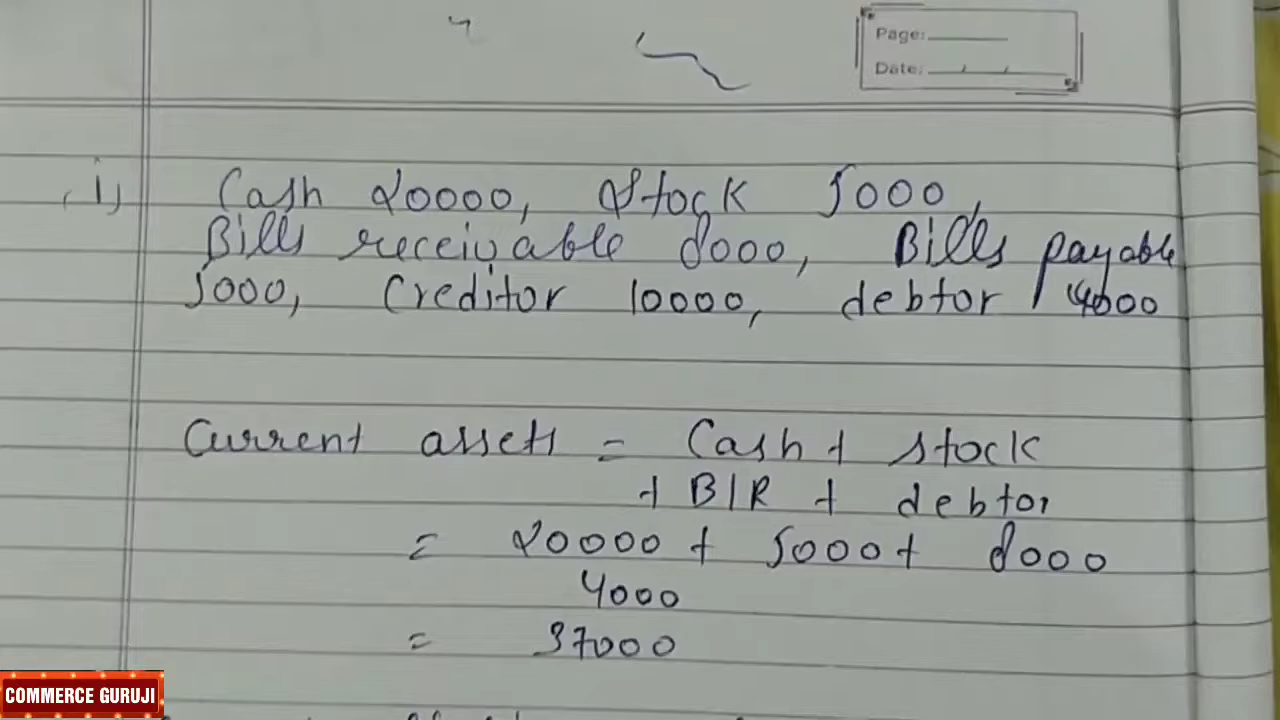 Page:
Date:
(i) Cash 20000, Stock 5000,
Bills receivable 8000, Bills payable
5000, Creditor 10000, debtor 4000
Current assets = Cash + stock
+ B/R + debtor
= 20000 + 5000 + 8000
4000
= 37000
COMMERCE GURUJI